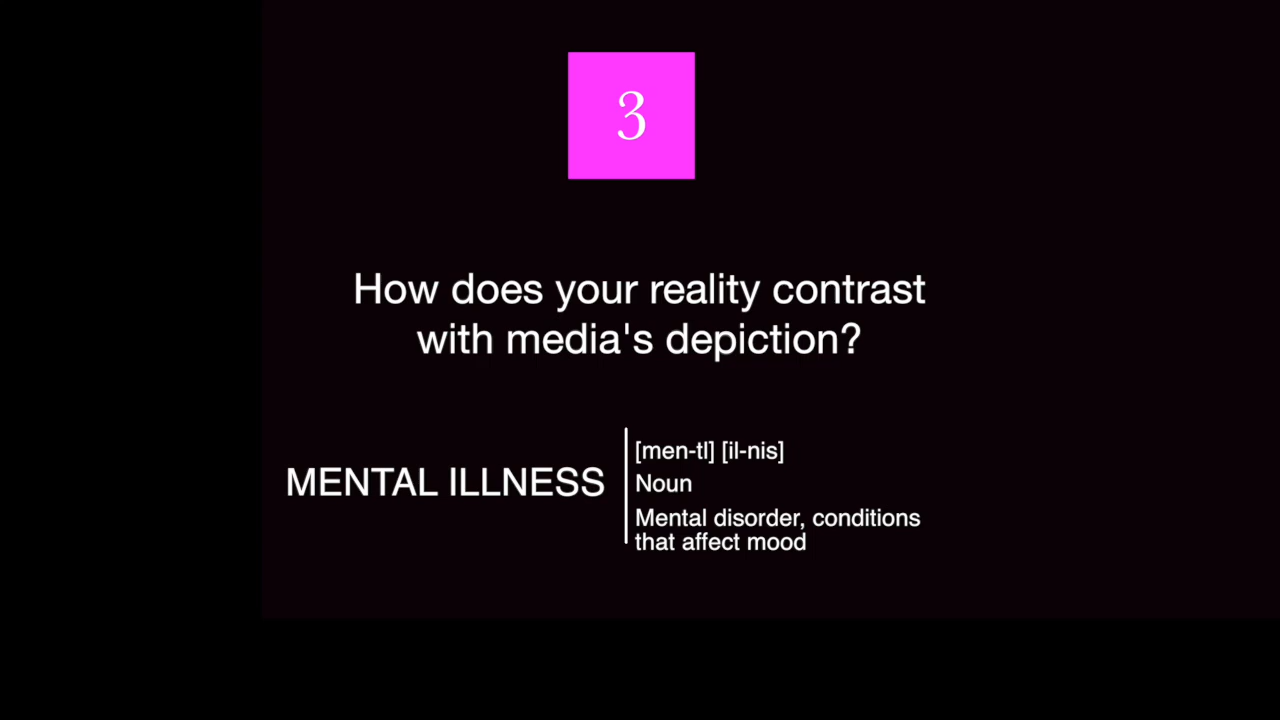 3
How does your reality contrast
with media's depiction?
MENTAL ILLNESS
[men-tl] [il-nis]
Noun
Mental disorder, conditions
that affect mood